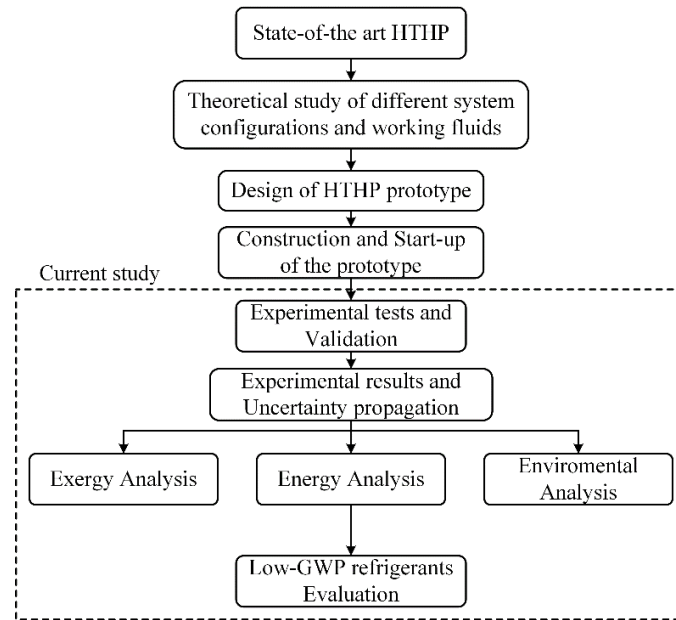 State-of-the art HTHP
Theoretical study of different system
configurations and working fluids
Design of HTHP prototype
Construction and Start-up
of the prototype
Current study
Experimental tests and
Validation
Experimental results and
Uncertainty propagation
Exergy Analysis
Energy Analysis
Enviromental
Analysis
Low-GWP refrigerants
Evaluation